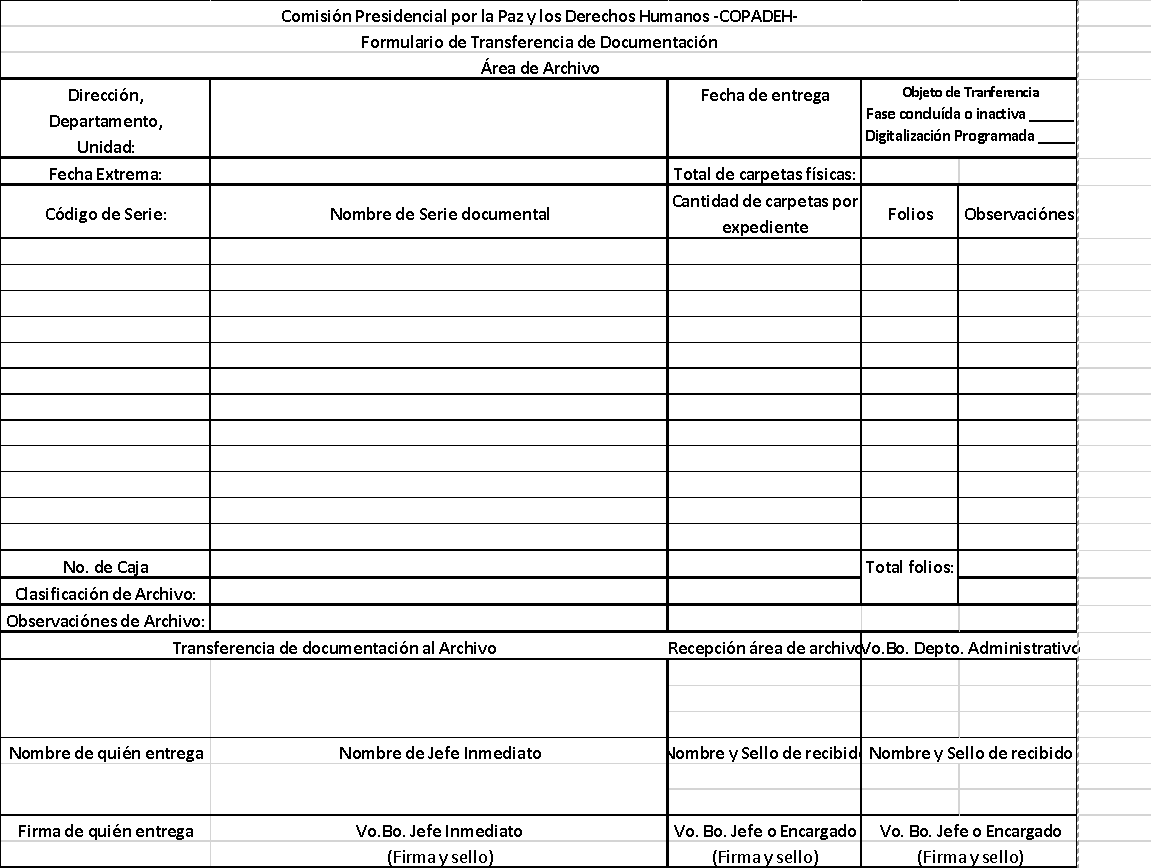 Comisión Presidencial por la Paz y los Derechos Humanos -COPADEH-
Formulario de Transferencia de Documentación
Área de Archivo
Dirección,
Departamento,
Unidad:
Fecha de entrega
Objeto de Tranferencia
Fase concluída o inactiva ______
Digitalización Programada _____
Fecha Extrema:
Total de carpetas físicas:
Código de Serie:
Nombre de Serie documental
Cantidad de carpetas por
expediente
Folios
Observaciónes
No. de Caja
Total folios:
Clasificación de Archivo:
Observaciónes de Archivo:
Transferencia de documentación al Archivo
Recepción área de archivo
Vo.Bo. Depto. Administrativo
Nombre de quién entrega
Nombre de Jefe Inmediato
Nombre y Sello de recibido
Nombre y Sello de recibido
Firma de quién entrega
Vo.Bo. Jefe Inmediato
(Firma y sello)
Vo. Bo. Jefe o Encargado
(Firma y sello)
Vo. Bo. Jefe o Encargado
(Firma y sello)